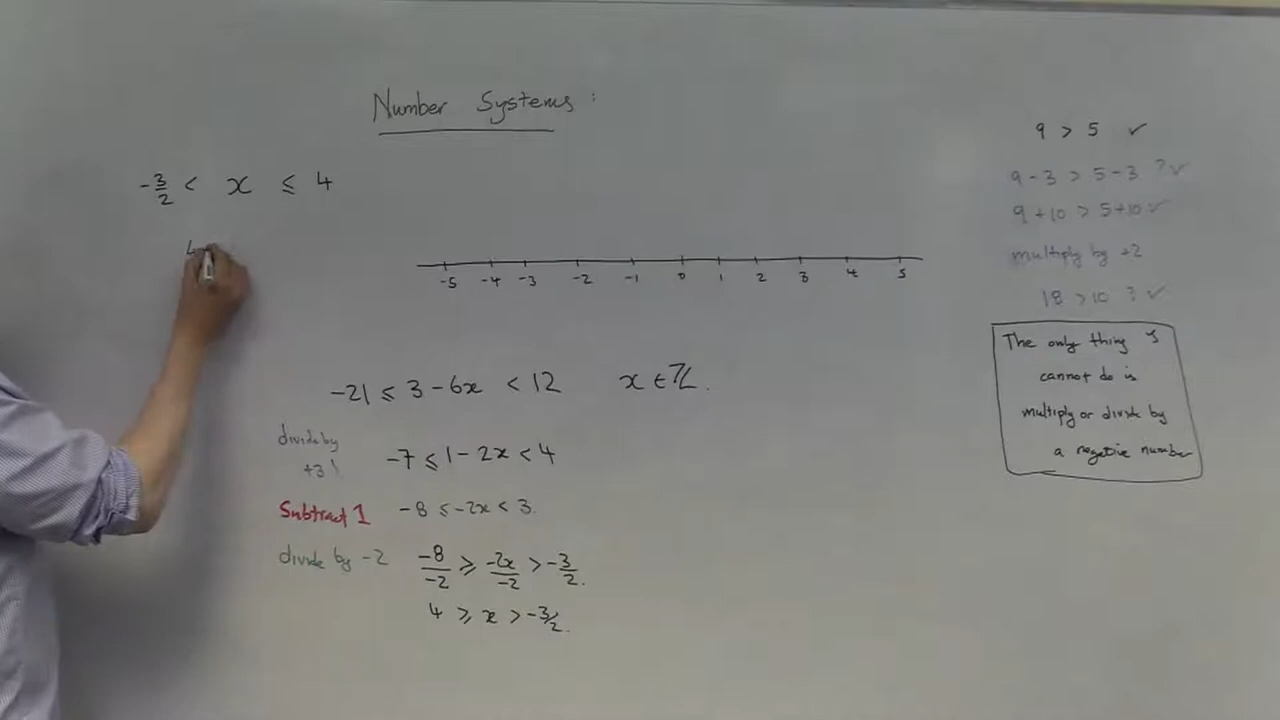 Number Systems:
-3/2 < x ≤ 4
-5 -4 -3 -2 -1 0 1 2 3 4 5
-21 ≤ 3 - 6x < 12 x ∈ ℤ.
divide by +3! -7 ≤ 1 - 2x < 4
Subtract 1 -8 ≤ -2x < 3.
divide by -2 -8/-2 ≥ -2x/-2 > -3/2.
4 ≥ x > -3/2.
9 > 5 ✓
9 - 3 > 5 - 3 ? ✓
9 + 10 > 5 + 10 ✓
multiply by +2
18 > 10 ? ✓
The only thing
cannot do is
multiply or divide by
a negative number